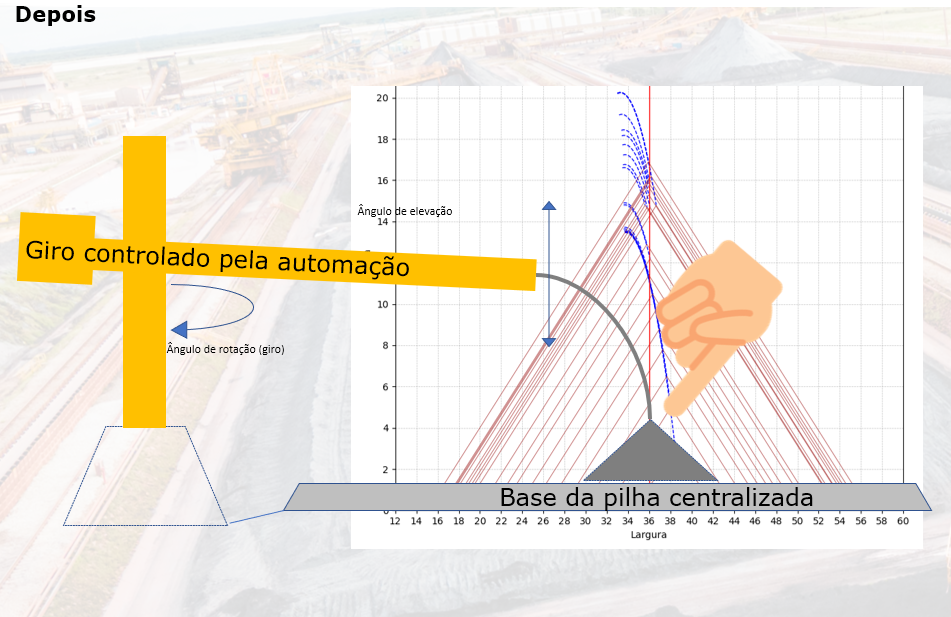 Depois
20
18
16
Ângulo de elevação
14
Giro controlado pela automação
10
Ângulo de rotação (giro)
8
6
4
2
Base da pilha centralizada
12 14 16 18 20 22 24 26 28 30 32 34 36 38 40 42 44 46 48 50 52 54 56 58 60
Largura